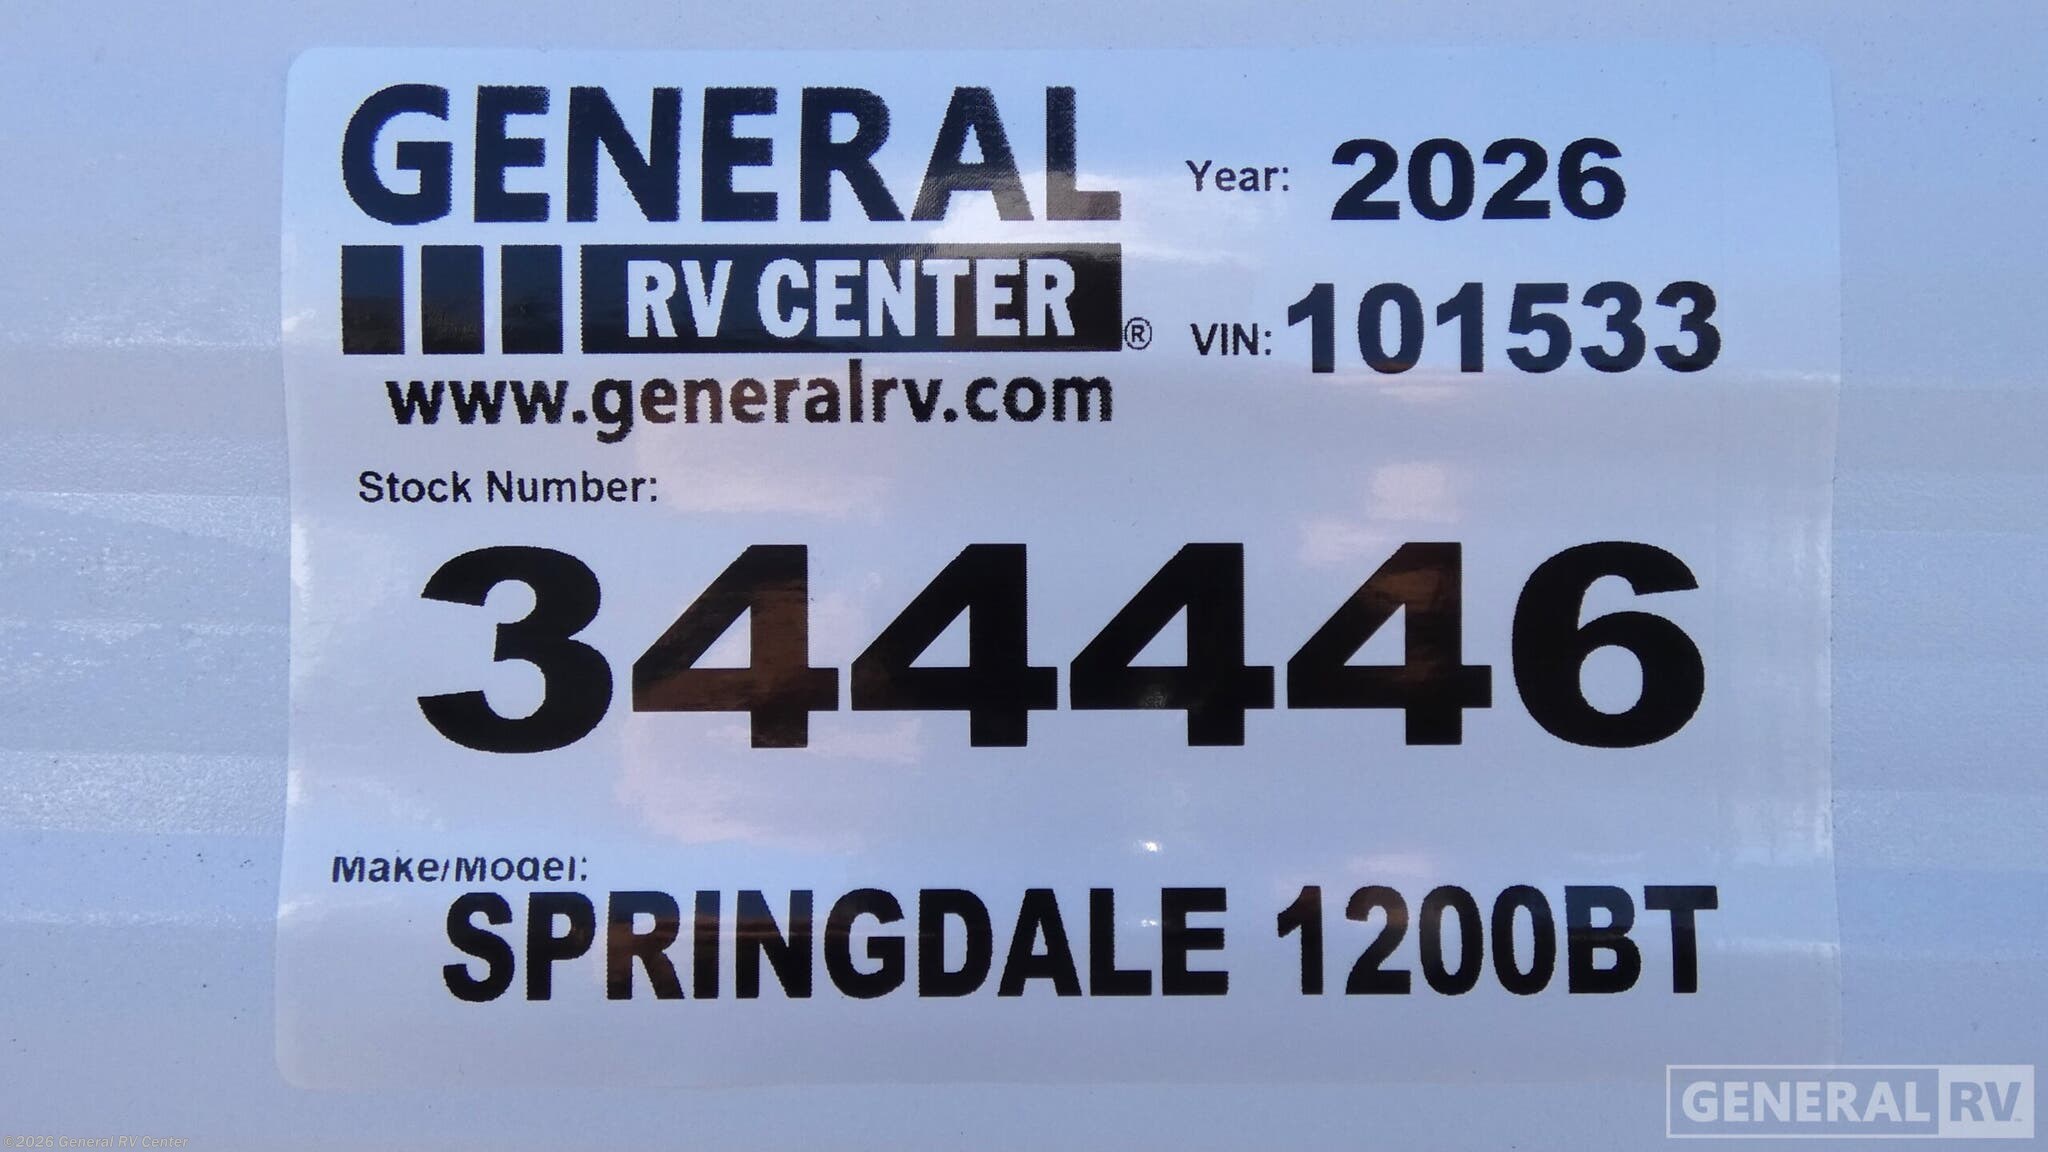 GENERAL
RV CENTER®
www.generalrv.com
Year: 2026
VIN: 101533
Stock Number:
344446
Make/Model:
SPRINGDALE 1200BT
GENERAL RV
©2026 General RV Center